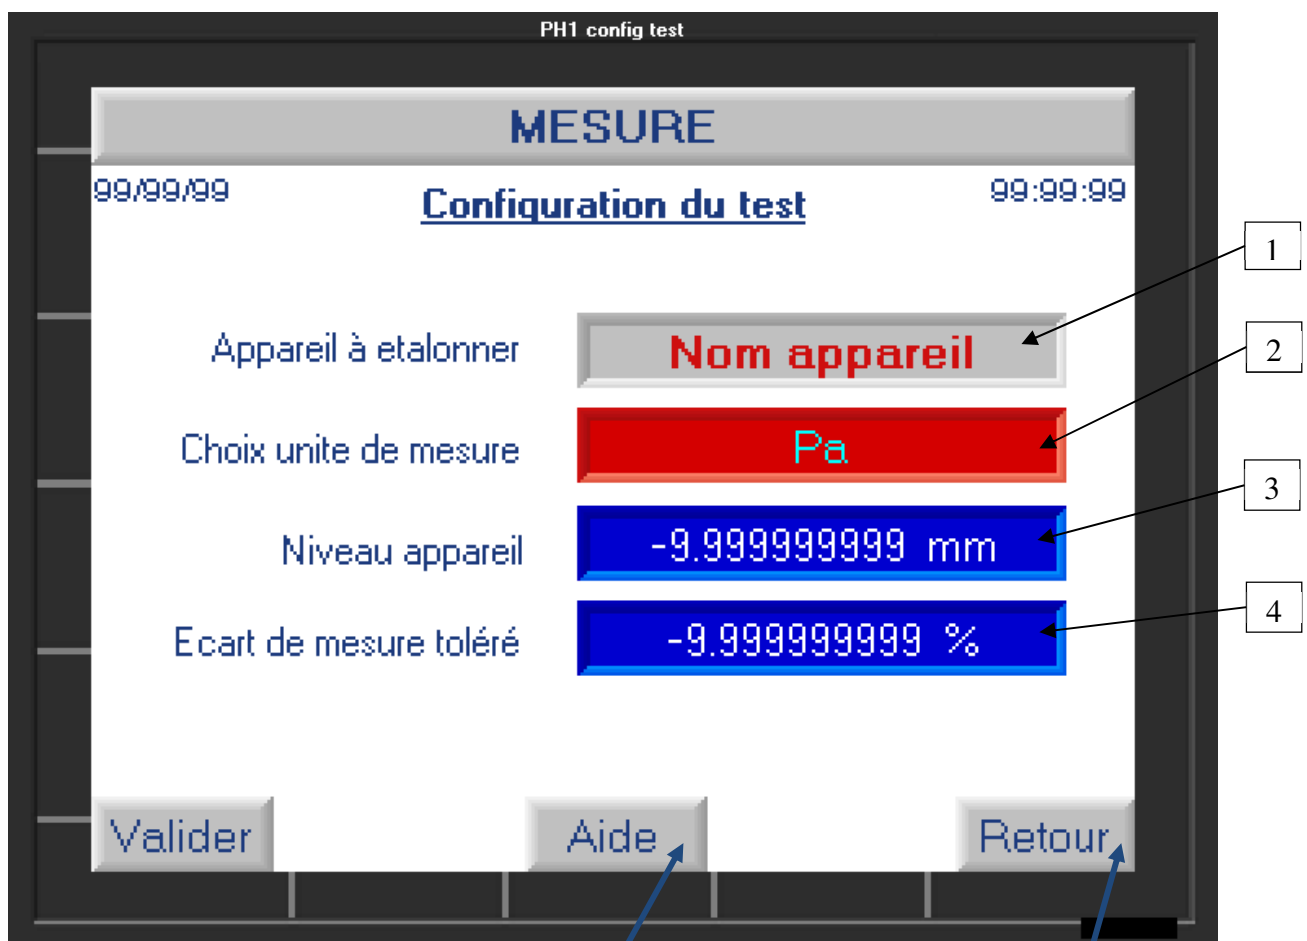 PH1 config test
MESURE
99/99/99
99:99:99
Configuration du test
1
Appareil à etalonner
Nom appareil
2
Choix unite de mesure
Pa
3
Niveau appareil
-9.999999999 mm
4
Ecart de mesure toléré
-9.999999999 %
Valider
Aide
Retour